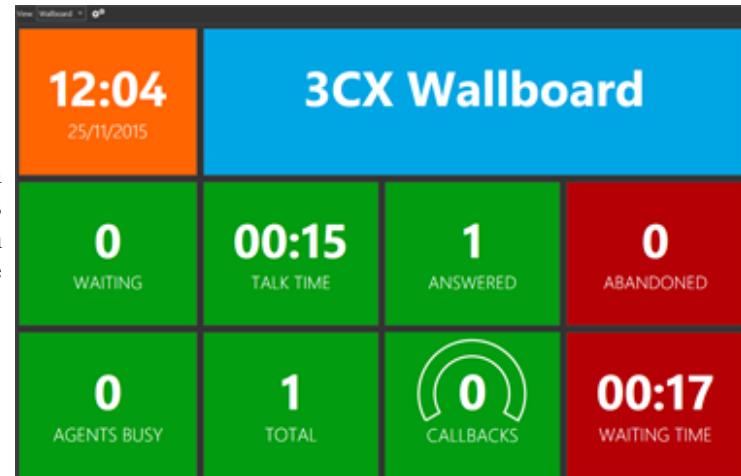 View: Wallboard
12:04
25/11/2015
3CX Wallboard
0
WAITING
00:15
TALK TIME
1
ANSWERED
0
ABANDONED
0
AGENTS BUSY
1
TOTAL
0
CALLBACKS
00:17
WAITING TIME